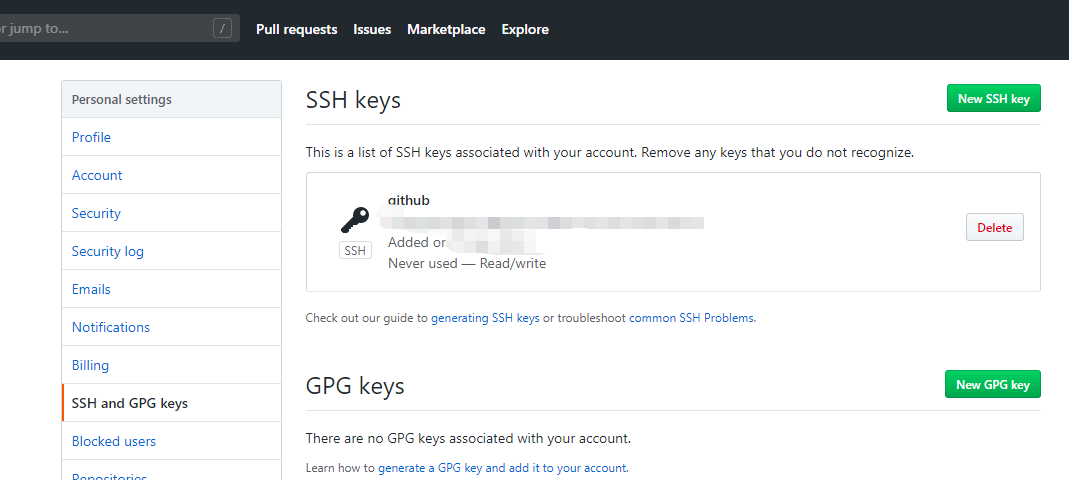 or jump to...
/
Pull requests
Issues
Marketplace
Explore
Personal settings
Profile
Account
Security
Security log
Emails
Notifications
Billing
SSH and GPG keys
Blocked users
Repositories
SSH keys
New SSH key
This is a list of SSH keys associated with your account. Remove any keys that you do not recognize.
github
SSH
Added on
Never used — Read/write
Delete
Check out our guide to generating SSH keys or troubleshoot common SSH Problems.
GPG keys
New GPG key
There are no GPG keys associated with your account.
Learn how to generate a GPG key and add it to your account.